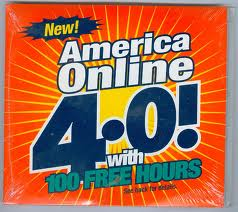 New!
America
Online
4.0!
with
100 FREE HOURS
See back for details.